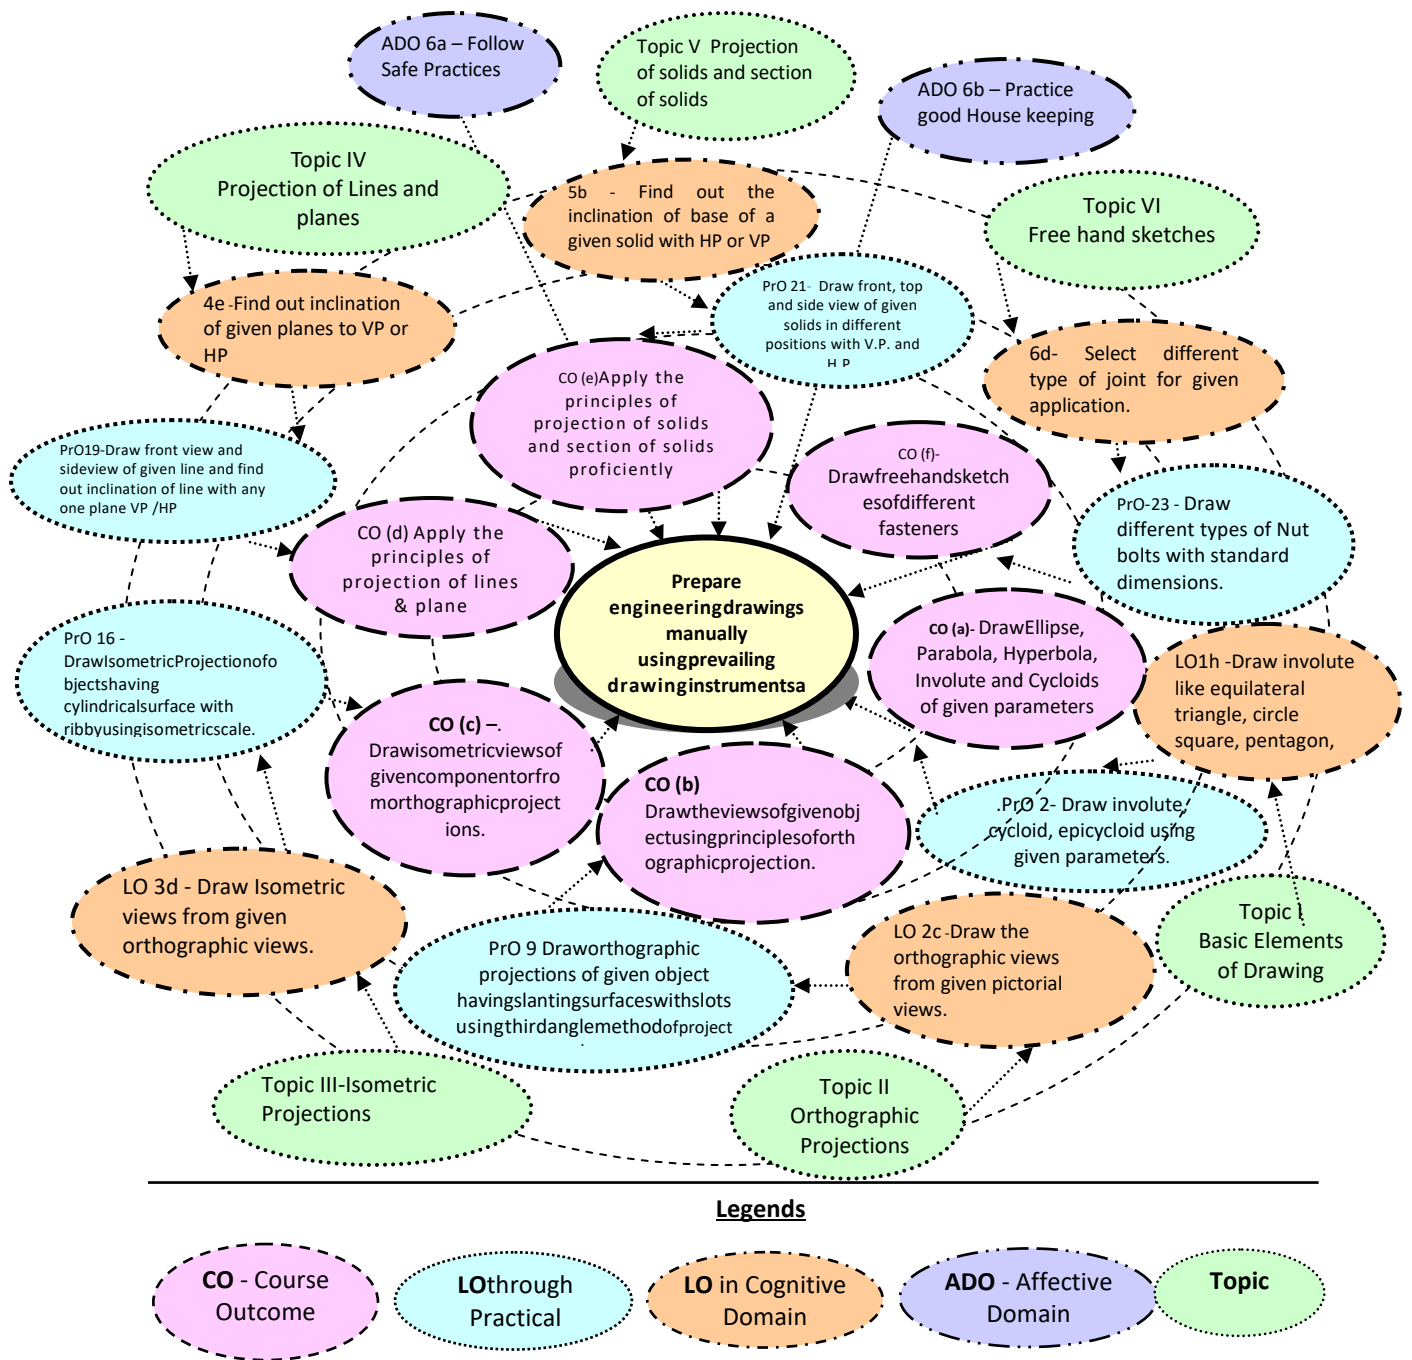 ADO 6a – Follow
Safe Practices
Topic V Projection
of solids and section
of solids
ADO 6b – Practice
good House keeping
Topic IV
Projection of Lines and
planes
5b - Find out the
inclination of base of a
given solid with HP or VP
Topic VI
Free hand sketches
4e -Find out inclination
of given planes to VP or
HP
PrO 21- Draw front, top
and side view of given
solids in different
positions with V.P. and
H.P
6d- Select different
type of joint for given
application.
CO (e)Apply the
principles of
projection of solids
and section of solids
proficiently
PrO19-Draw front view and
sideview of given line and find
out inclination of line with any
one plane VP /HP
CO (f)-
Drawfreehandsketch
esofdifferent
fasteners
PrO-23 - Draw
different types of Nut
bolts with standard
dimensions.
CO (d) Apply the
principles of
projection of lines
& plane
Prepare
engineeringdrawings
manually
usingprevailing
drawinginstrumentsa
PrO 16 -
DrawIsometricProjectionofo
bjectshaving
cylindricalsurface with
ribbyusingisometricscale.
CO (a)- DrawEllipse,
Parabola, Hyperbola,
Involute and Cycloids
of given parameters
LO1h -Draw involute
like equilateral
triangle, circle
square, pentagon,
CO (c) –.
Drawisometricviewsof
givencomponentorfro
morthographicproject
ions.
CO (b)
Drawtheviewsofgivenobj
ectusingprinciplesoforth
ographicprojection.
.PrO 2- Draw involute,
cycloid, epicycloid using
given parameters.
LO 3d - Draw Isometric
views from given
orthographic views.
PrO 9 Draworthographic
projections of given object
havingslantingsurfaceswithslots
usingthirdanglemethodofproject
LO 2c -Draw the
orthographic views
from given pictorial
views.
Topic I
Basic Elements
of Drawing
Topic III-Isometric
Projections
Topic II
Orthographic
Projections
Legends
CO - Course
Outcome
LOthrough
Practical
LO in Cognitive
Domain
ADO - Affective
Domain
Topic